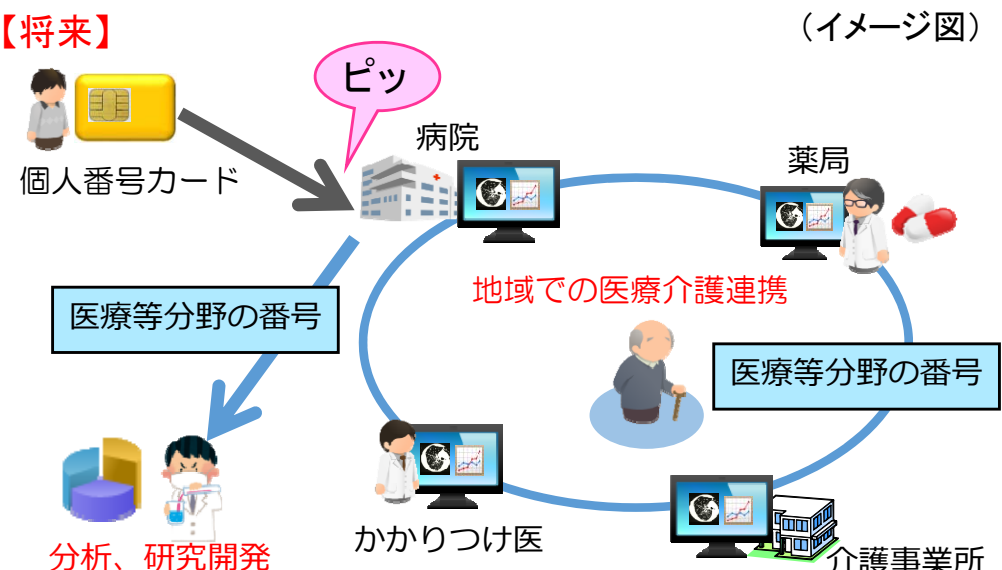 【将来】
（イメージ図）
ピッ
病院
薬局
個人番号カード
地域での医療介護連携
医療等分野の番号
医療等分野の番号
かかりつけ医
分析、研究開発
介護事業所